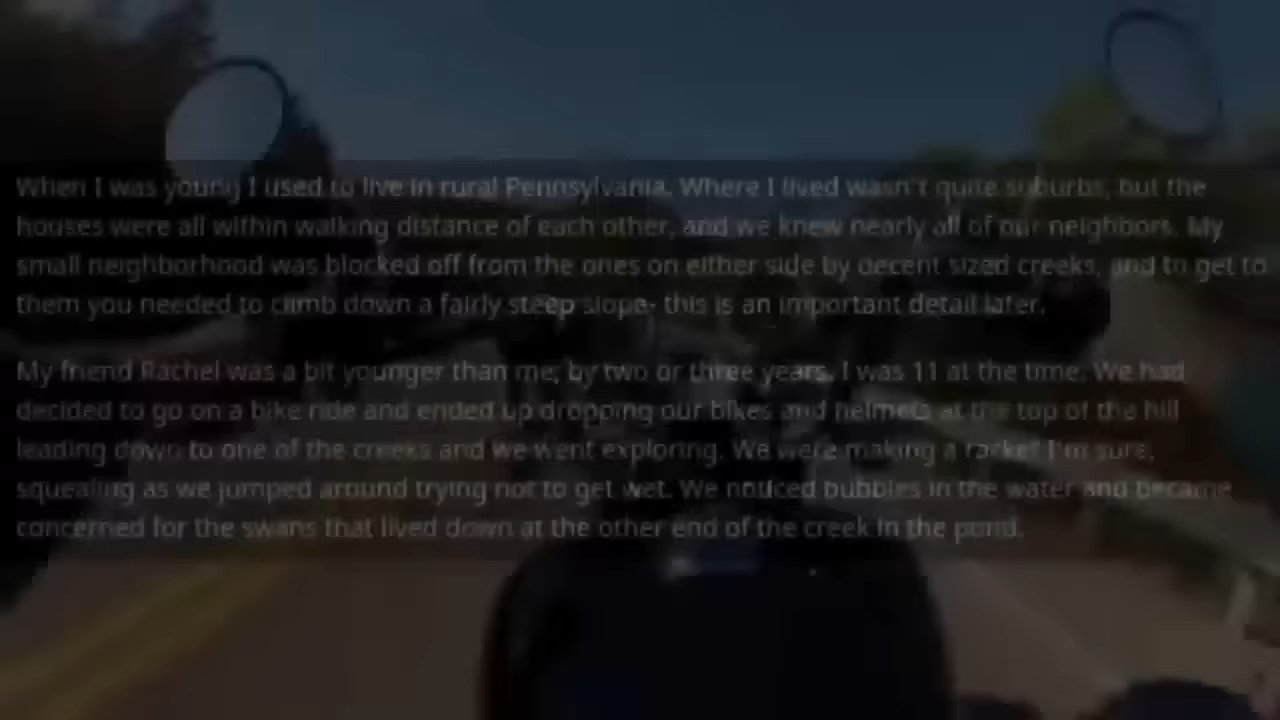 When I was young I used to live in rural Pennsylvania. Where I lived wasn't quite suburbs, but the
houses were all within walking distance of each other, and we knew nearly all of our neighbors. My
small neighborhood was blocked off from the ones on either side by decent sized creeks, and to get to
them you needed to climb down a fairly steep slope- this is an important detail later.
My friend Rachel was a bit younger than me, by two or three years. I was 11 at the time. We had
decided to go on a bike ride and ended up dropping our bikes and helmets at the top of the hill
leading down to one of the creeks and we went exploring. We were making a racket I'm sure,
squealing as we jumped around trying not to get wet. We noticed bubbles in the water and became
concerned for the swans that lived down at the other end of the creek in the pond.